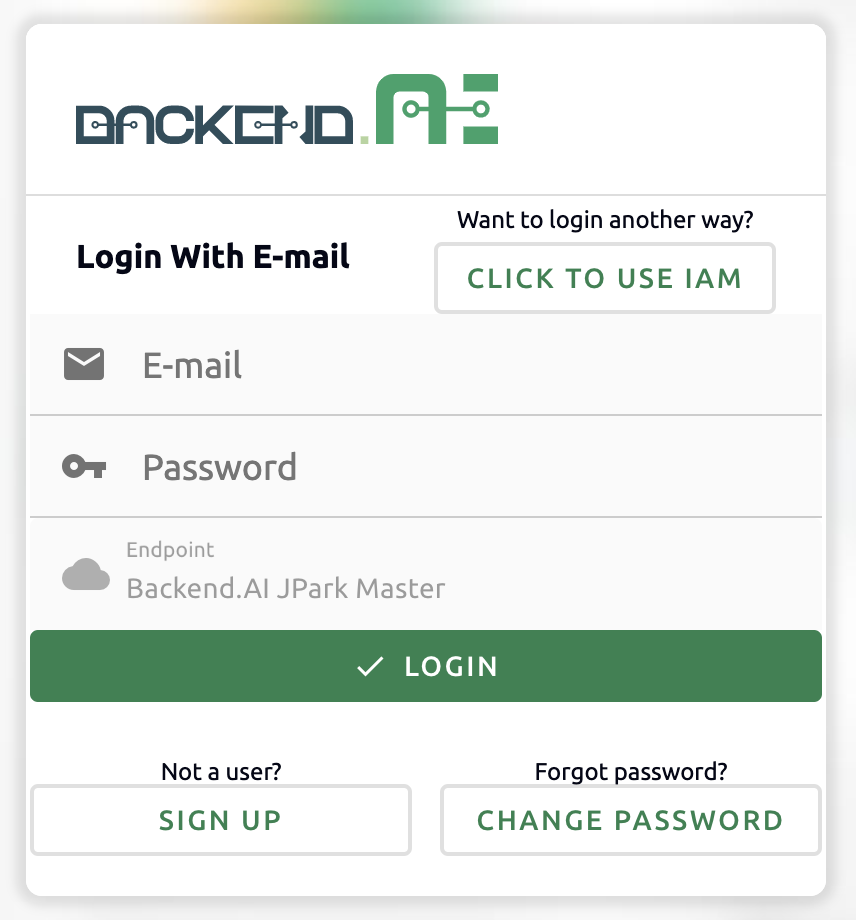 BACKEND.AI
Want to login another way?
Login With E-mail
CLICK TO USE IAM
E-mail
Password
Endpoint
Backend.AI JPark Master
LOGIN
Not a user?
Forgot password?
SIGN UP
CHANGE PASSWORD